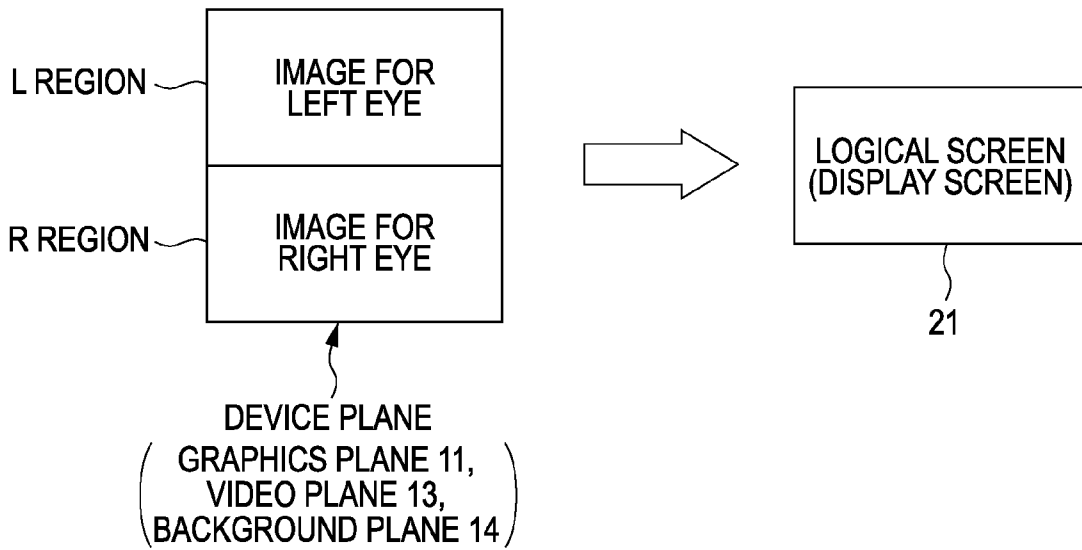 L REGION
IMAGE FOR
LEFT EYE
R REGION
IMAGE FOR
RIGHT EYE
LOGICAL SCREEN
(DISPLAY SCREEN)
21
DEVICE PLANE
(GRAPHICS PLANE 11,
VIDEO PLANE 13,
BACKGROUND PLANE 14)